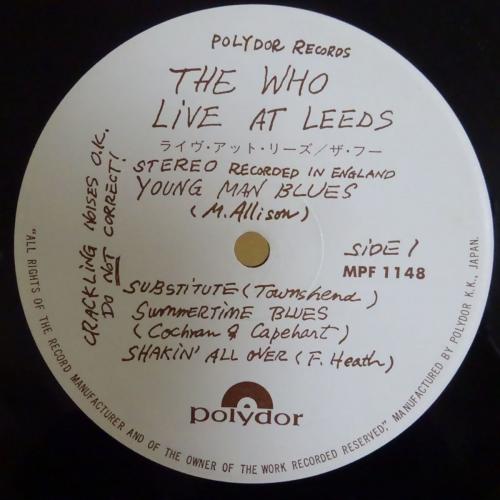 POLYDOR RECORDS
THE WHO
LIVE AT LEEDS
ライヴ・アット・リーズ/ザ・フー
STEREO RECORDED IN ENGLAND
YOUNG MAN BLUES
(M. Allison)
CRACKLING NOISES O.K.
DO NOT CORRECT!
SIDE 1
MPF 1148
SUBSTITUTE (Townshend)
SUMMERTIME BLUES
(Cochran & Capehart)
SHAKIN' ALL OVER (F. Heath)
polydor
"ALL RIGHTS OF THE RECORD MANUFACTURER AND OF THE OWNER OF THE WORK RECORDED RESERVED," MANUFACTURED BY POLYDOR K.K., JAPAN.